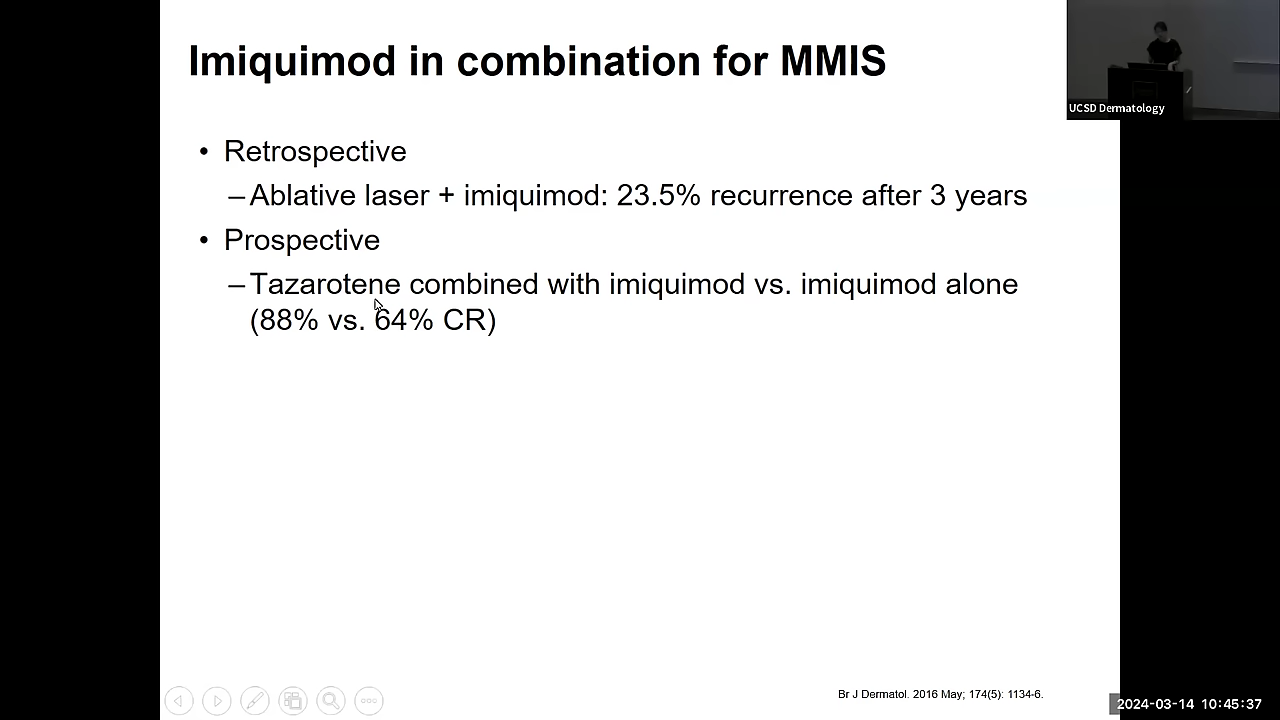 Imiquimod in combination for MMIS
UCSD Dermatology
• Retrospective
– Ablative laser + imiquimod: 23.5% recurrence after 3 years
• Prospective
– Tazarotene combined with imiquimod vs. imiquimod alone
(88% vs. 64% CR)
Br J Dermatol. 2016 May; 174(5): 1134-6.
2024-03-14 10:45:37